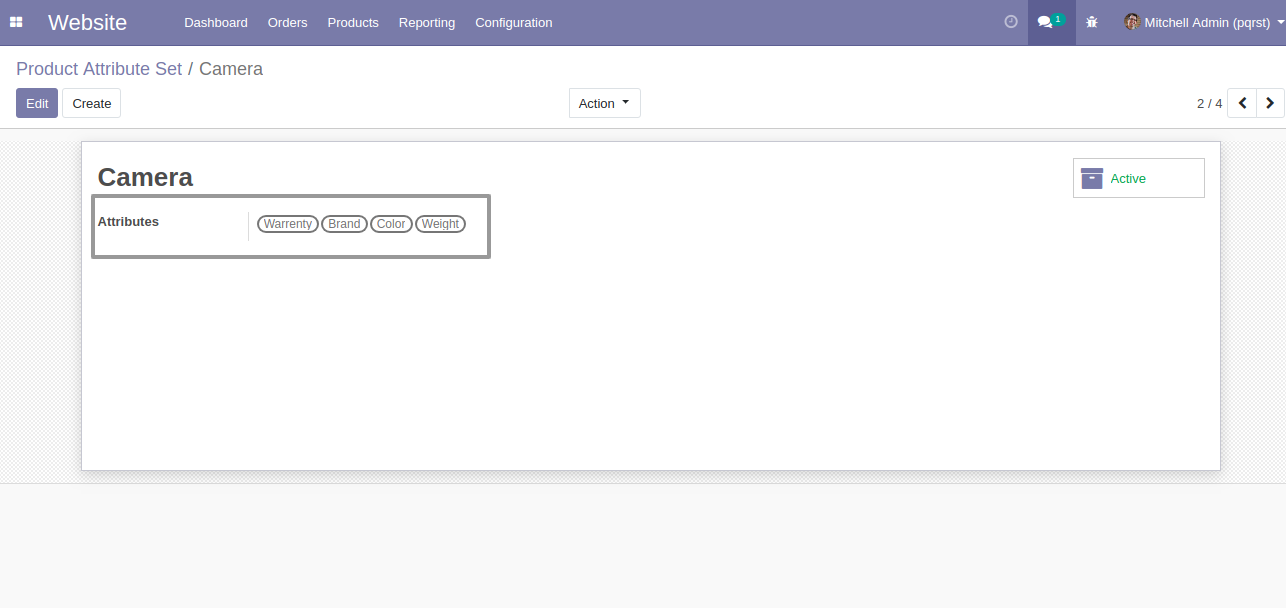 Website Dashboard Orders Products Reporting Configuration 1 Mitchell Admin (pqrst)
Product Attribute Set / Camera
Edit Create Action 2 / 4
Camera
Active
Attributes Warrenty Brand Color Weight